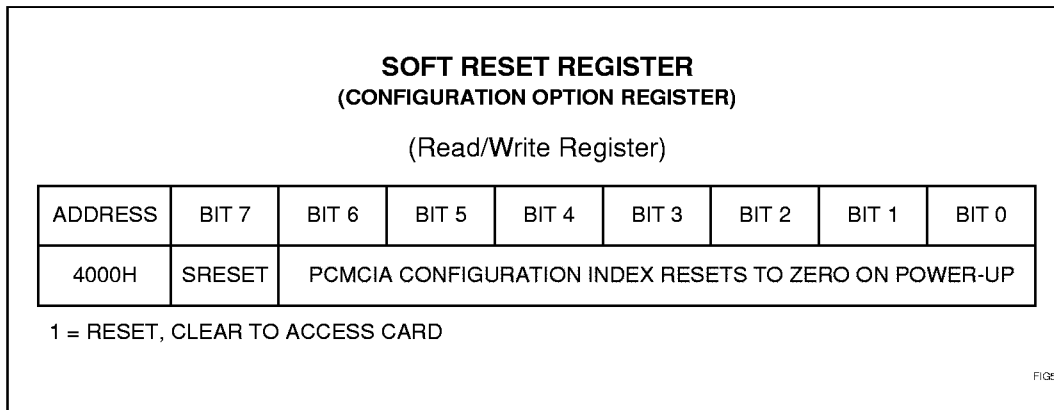 SOFT RESET REGISTER
(CONFIGURATION OPTION REGISTER)
(Read/Write Register)
ADDRESS BIT 7 BIT 6 BIT 5 BIT 4 BIT 3 BIT 2 BIT 1 BIT 0
4000H SRESET PCMCIA CONFIGURATION INDEX RESETS TO ZERO ON POWER-UP
1 = RESET, CLEAR TO ACCESS CARD
FIG5